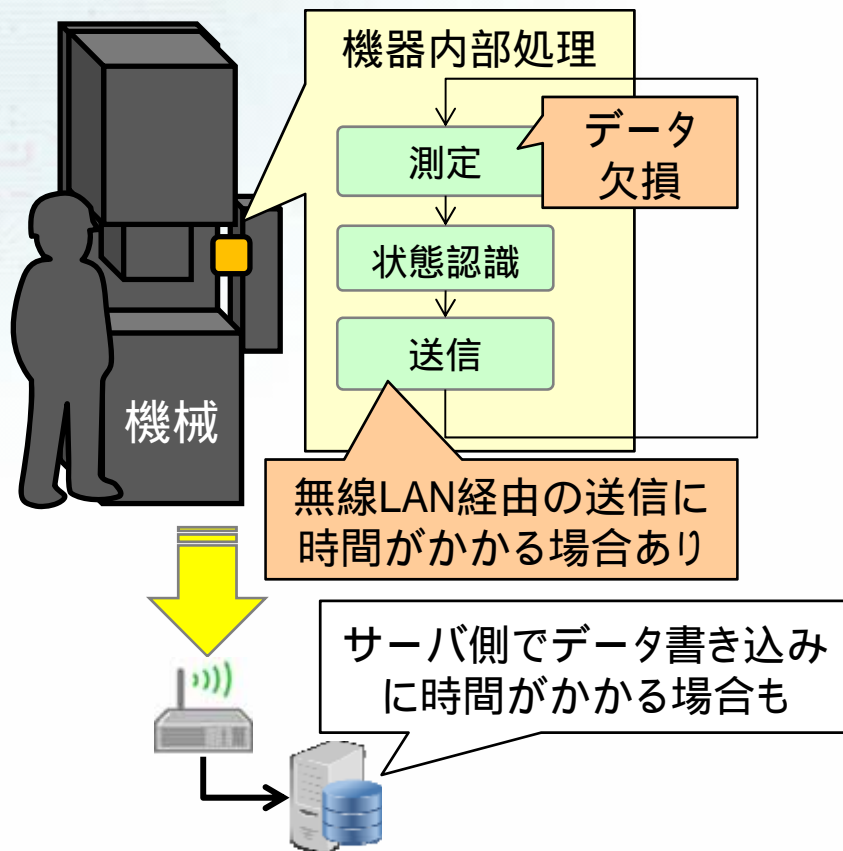 機器内部処理
測定
データ
欠損
状態認識
送信
機械
無線LAN経由の送信に
時間がかかる場合あり
サーバ側でデータ書き込み
に時間がかかる場合も